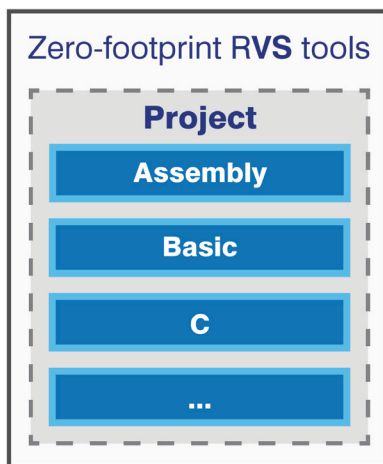 Zero-footprint RVS tools
Project
Assembly
Basic
C
...